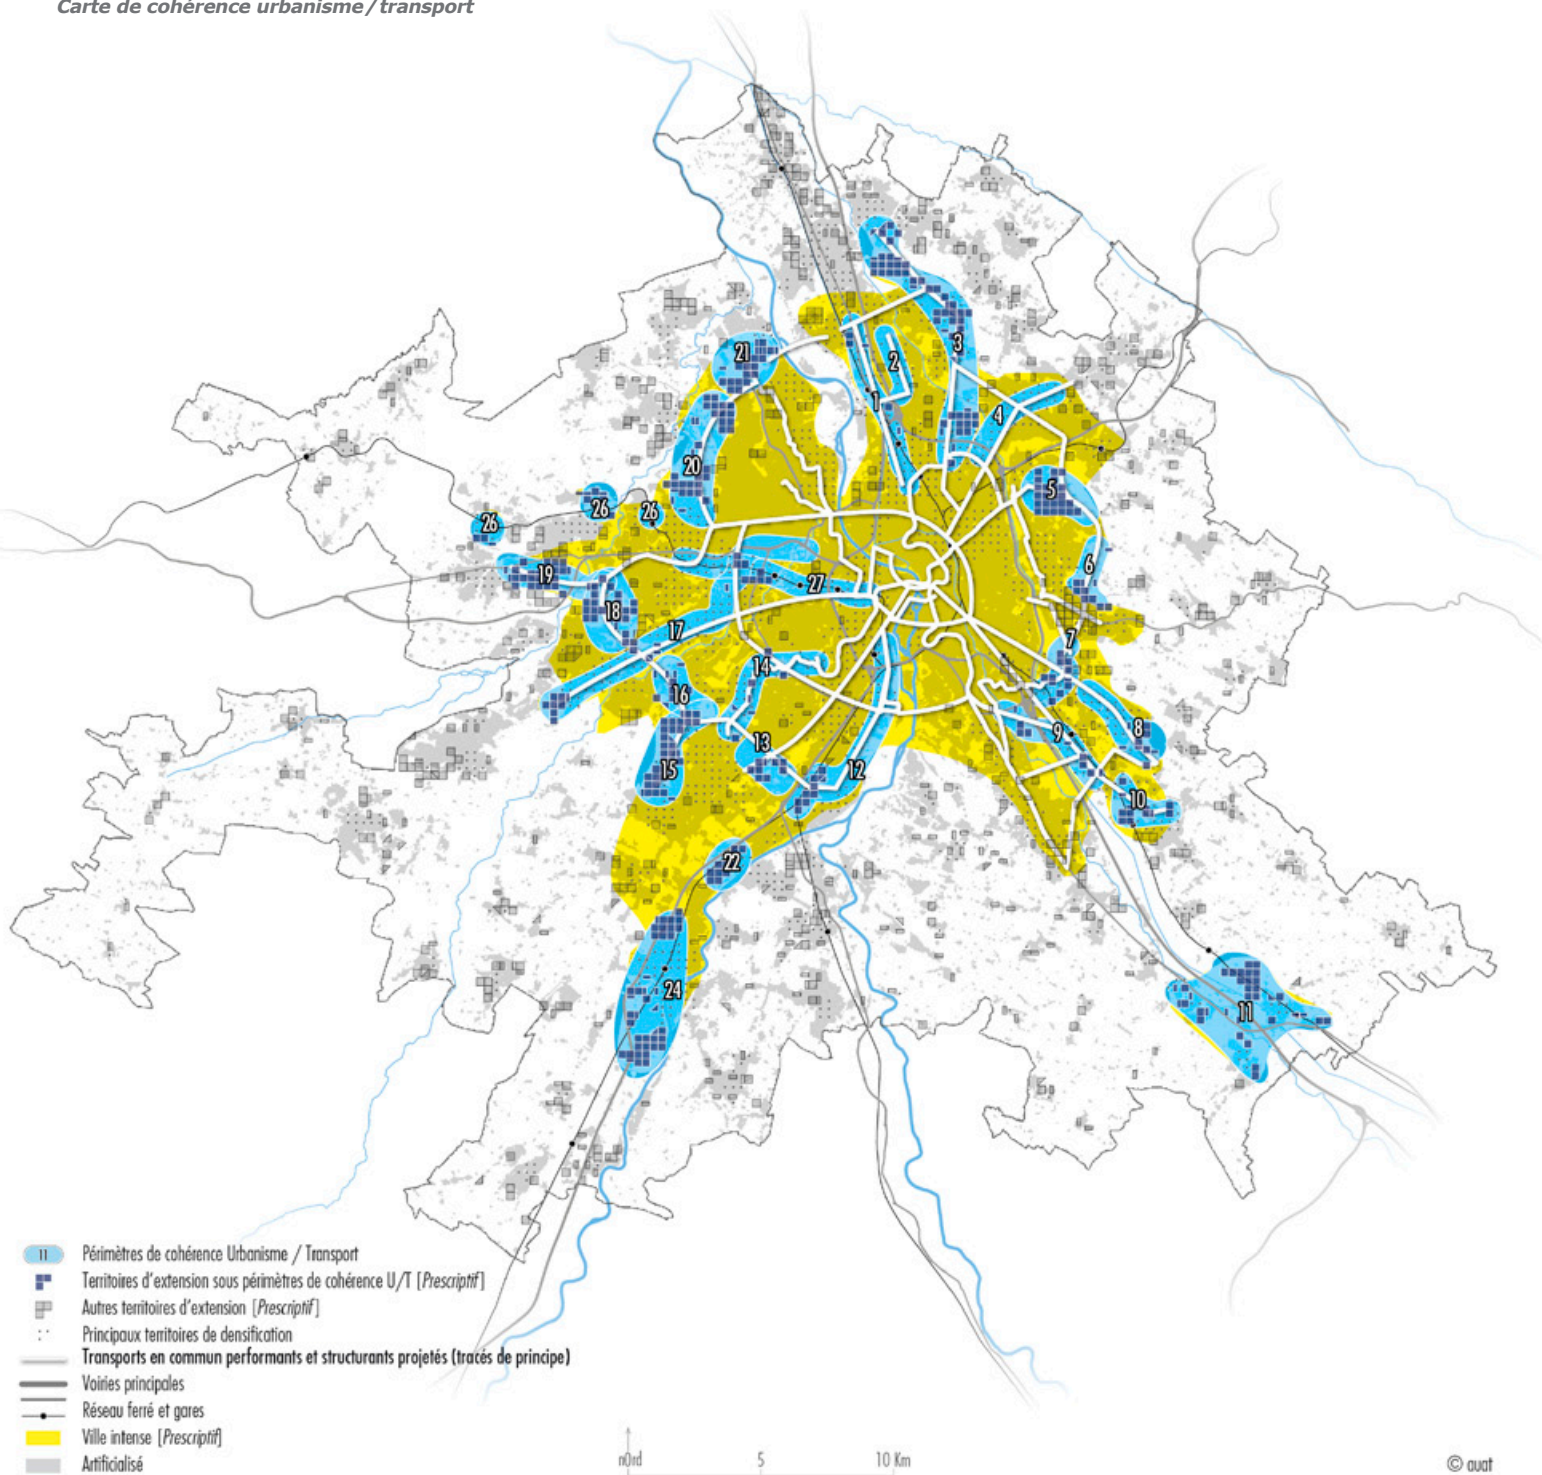 Carte de cohérence urbanisme/transport
3
21
2
1
4
20
5
26
26
26
6
19
27
18
17
7
14
16
9
8
13
15
12
10
22
24
11
11 Périmètres de cohérence Urbanisme / Transport
Territoires d'extension sous périmètres de cohérence U/T [Prescriptif]
Autres territoires d'extension [Prescriptif]
Principaux territoires de densification
Transports en commun performants et structurants projetés (tracés de principe)
Voiries principales
Réseau ferré et gares
Ville intense [Prescriptif]
Artificialisé
n0rd 5 10 Km
© auat